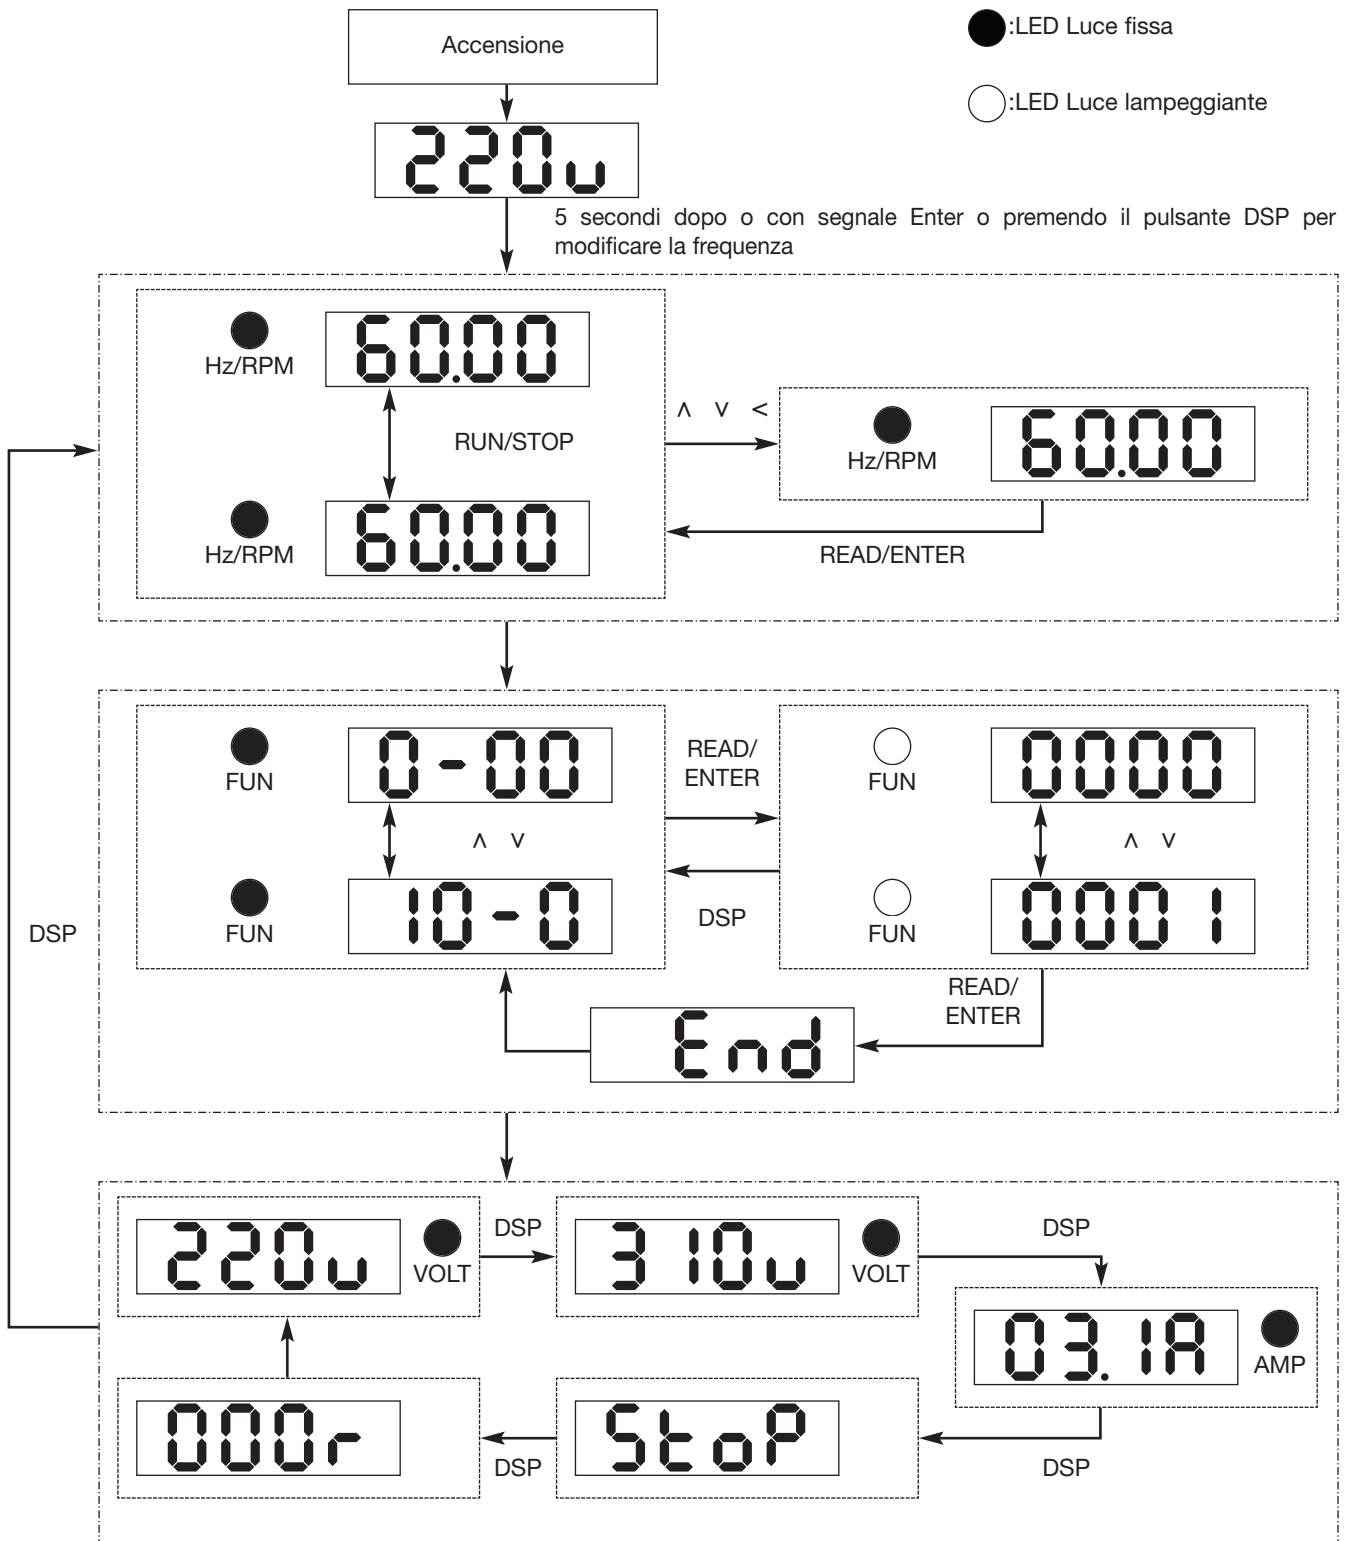 Accensione
:LED Luce fissa
:LED Luce lampeggiante
220u
5 secondi dopo o con segnale Enter o premendo il pulsante DSP per
modificare la frequenza
Hz/RPM 60.00
RUN/STOP
Hz/RPM 60.00
∧ ∨ <
Hz/RPM 60.00
READ/ENTER
FUN 0-00
∧ ∨
FUN 10-0
READ/
ENTER
DSP
FUN 0000
∧ ∨
FUN 0001
READ/
ENTER
End
DSP
220u VOLT
DSP
310u VOLT
DSP
03.1A AMP
DSP
StoP
DSP
000r